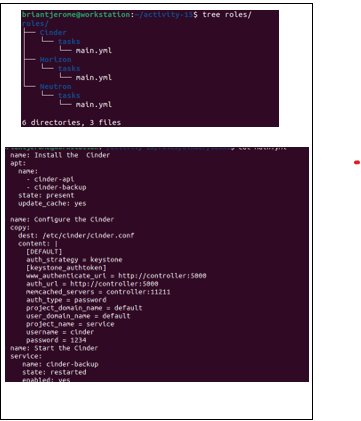 briantjerome@workstation:~/activity-11$ tree roles/
roles/
├── Cinder
│   └── tasks
│       └── main.yml
├── Horizon
│   └── tasks
│       └── main.yml
└── Neutron
    └── tasks
        └── main.yml
6 directories, 3 files
name: Install the  Cinder
apt:
  name:
    - cinder-api
    - cinder-backup
  state: present
  update_cache: yes
name: Configure the Cinder
copy:
  dest: /etc/cinder/cinder.conf
  content: |
    [DEFAULT]
    auth_strategy = keystone
    [keystone_authtoken]
    www_authenticate_uri = http://controller:5000
    auth_url = http://controller:5000
    memcached_servers = controller:11211
    auth_type = password
    project_domain_name = default
    user_domain_name = default
    project_name = service
    username = cinder
    password = 1234
name: Start the Cinder
service:
   name: cinder-backup
   state: restarted
   enabled: yes